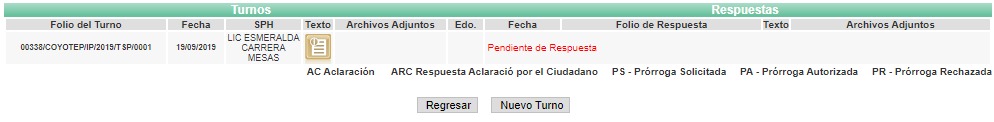 Turnos Respuestas
Folio del Turno Fecha SPH Texto Archivos Adjuntos Edo. Fecha Folio de Respuesta Texto Archivos Adjuntos
LIC ESMERALDA
00338/COYOTEP/IP/2019/TSP/0001 19/09/2019 CARRERA Pendiente de Respuesta
MESAS
AC Aclaración ARC Respuesta Aclaració por el Ciudadano PS - Prórroga Solicitada PA - Prórroga Autorizada PR - Prórroga Rechazada
Regresar Nuevo Turno